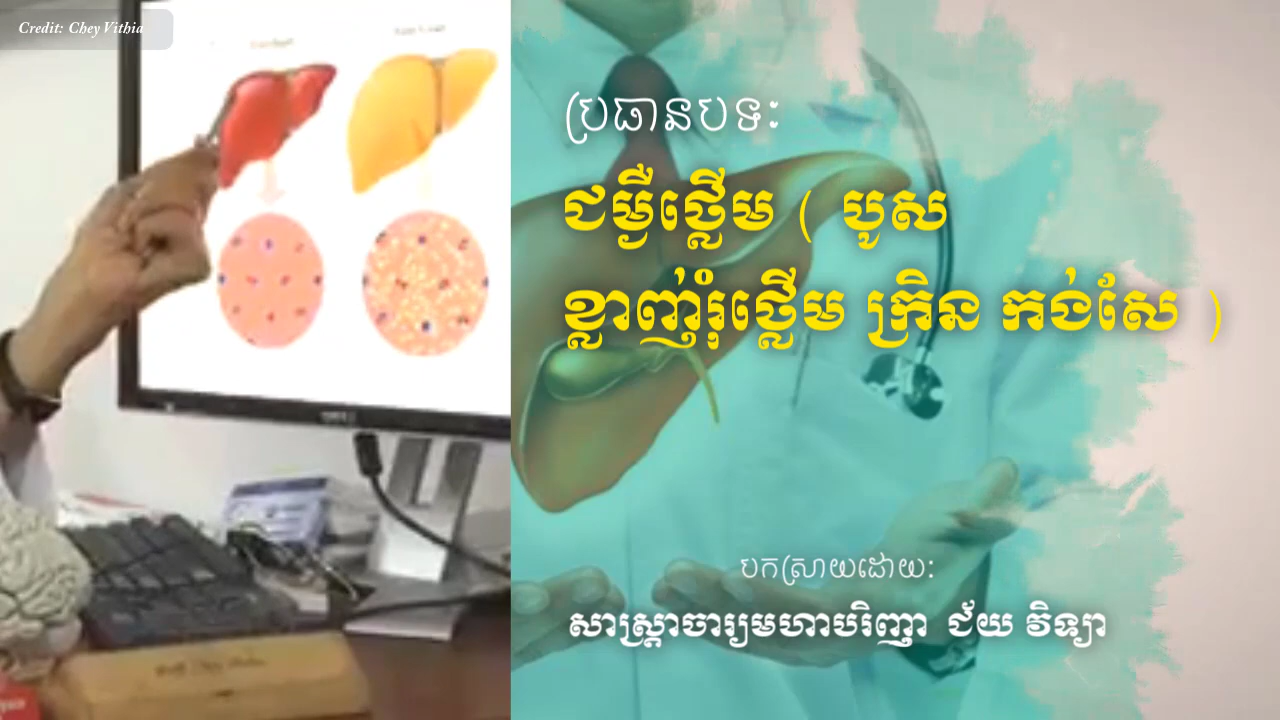 Credit: Chey Vithia
ប្រធានបទ:
ជម្ងឺថ្លើម ( បូស
ខ្លាញ់រុំថ្លើម ក្រិន កង់សែ )
បកស្រាយដោយ:
សាស្ត្រាចារ្យមហាបរិញ្ញា ជ័យ វិទ្យា